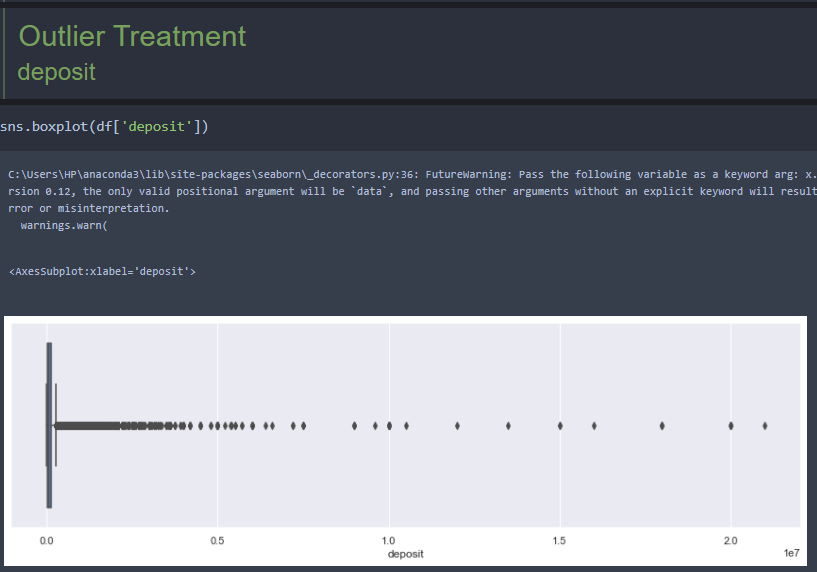 Outlier Treatment
deposit
sns.boxplot(df['deposit'])
C:\Users\HP\anaconda3\lib\site-packages\seaborn\_decorators.py:36: FutureWarning: Pass the following variable as a keyword arg: x.
rsion 0.12, the only valid positional argument will be `data`, and passing other arguments without an explicit keyword will result
rror or misinterpretation.
warnings.warn(
<AxesSubplot:xlabel='deposit'>
0.0 0.5 1.0 1.5 2.0
deposit 1e7